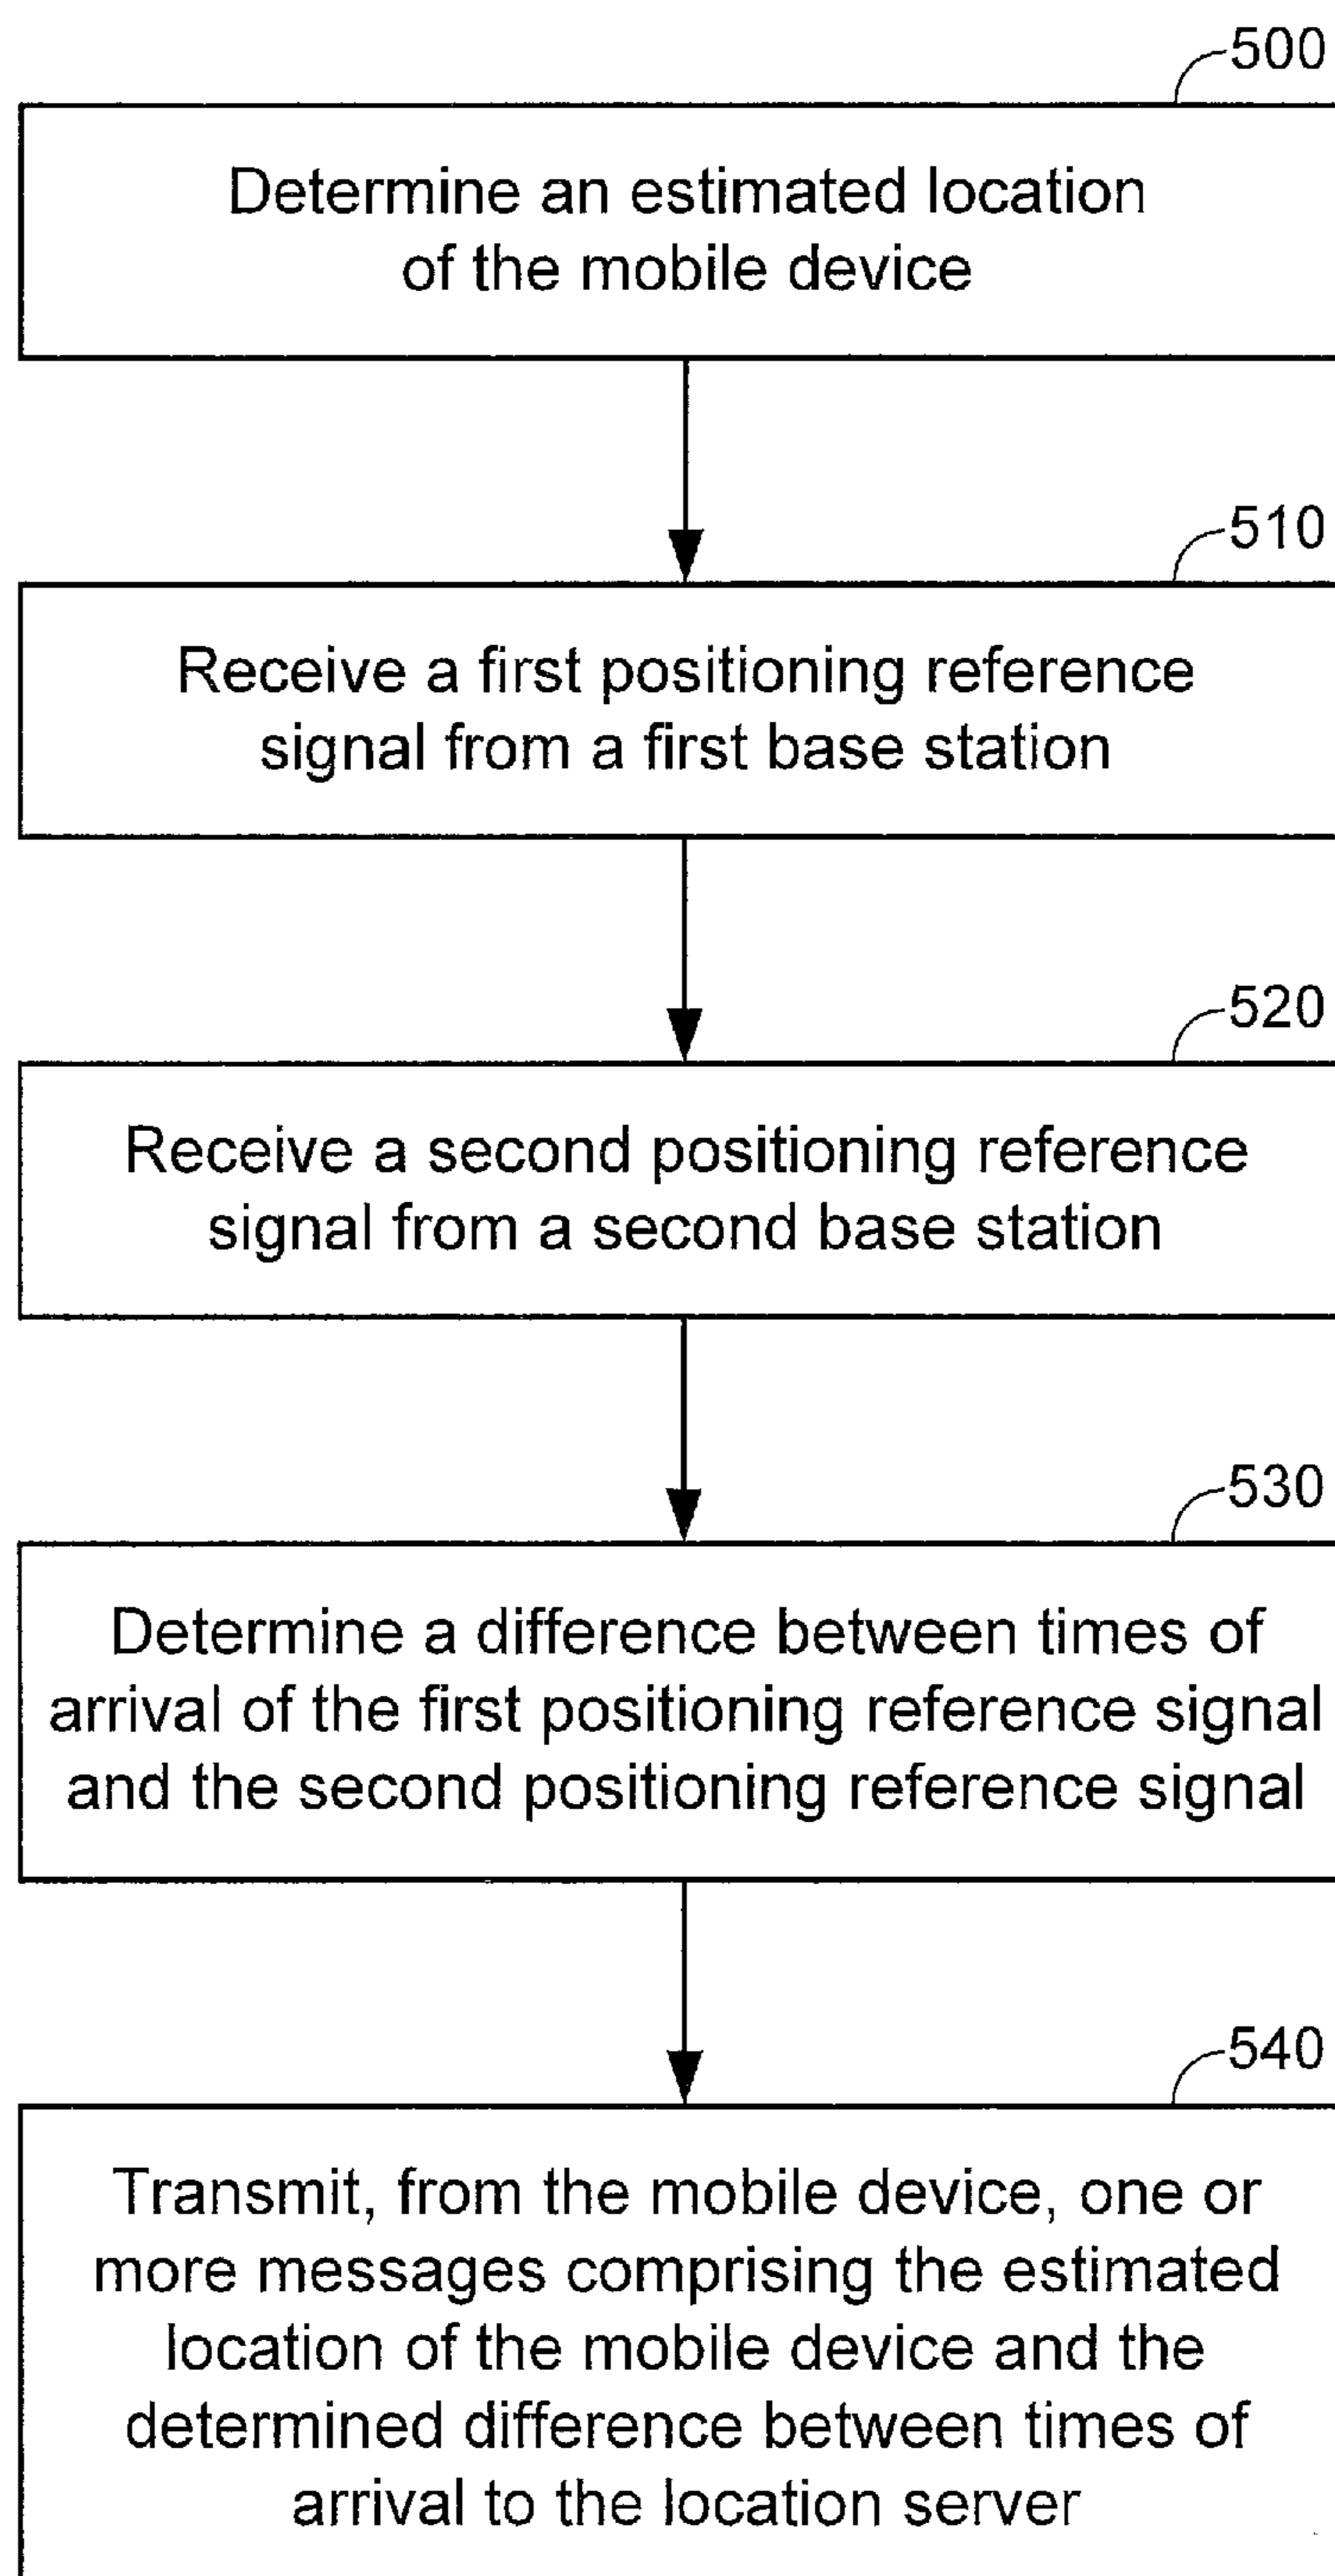 500
Determine an estimated location
of the mobile device
510
Receive a first positioning reference
signal from a first base station
520
Receive a second positioning reference
signal from a second base station
530
Determine a difference between times of
arrival of the first positioning reference signal
and the second positioning reference signal
540
Transmit, from the mobile device, one or
more messages comprising the estimated
location of the mobile device and the
determined difference between times of
arrival to the location server